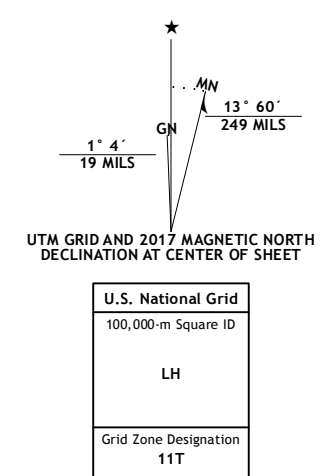 MN
GN
13° 60´
249 MILS
1° 4´
19 MILS
UTM GRID AND 2017 MAGNETIC NORTH
DECLINATION AT CENTER OF SHEET
U.S. National Grid
100,000-m Square ID
LH
Grid Zone Designation
11T